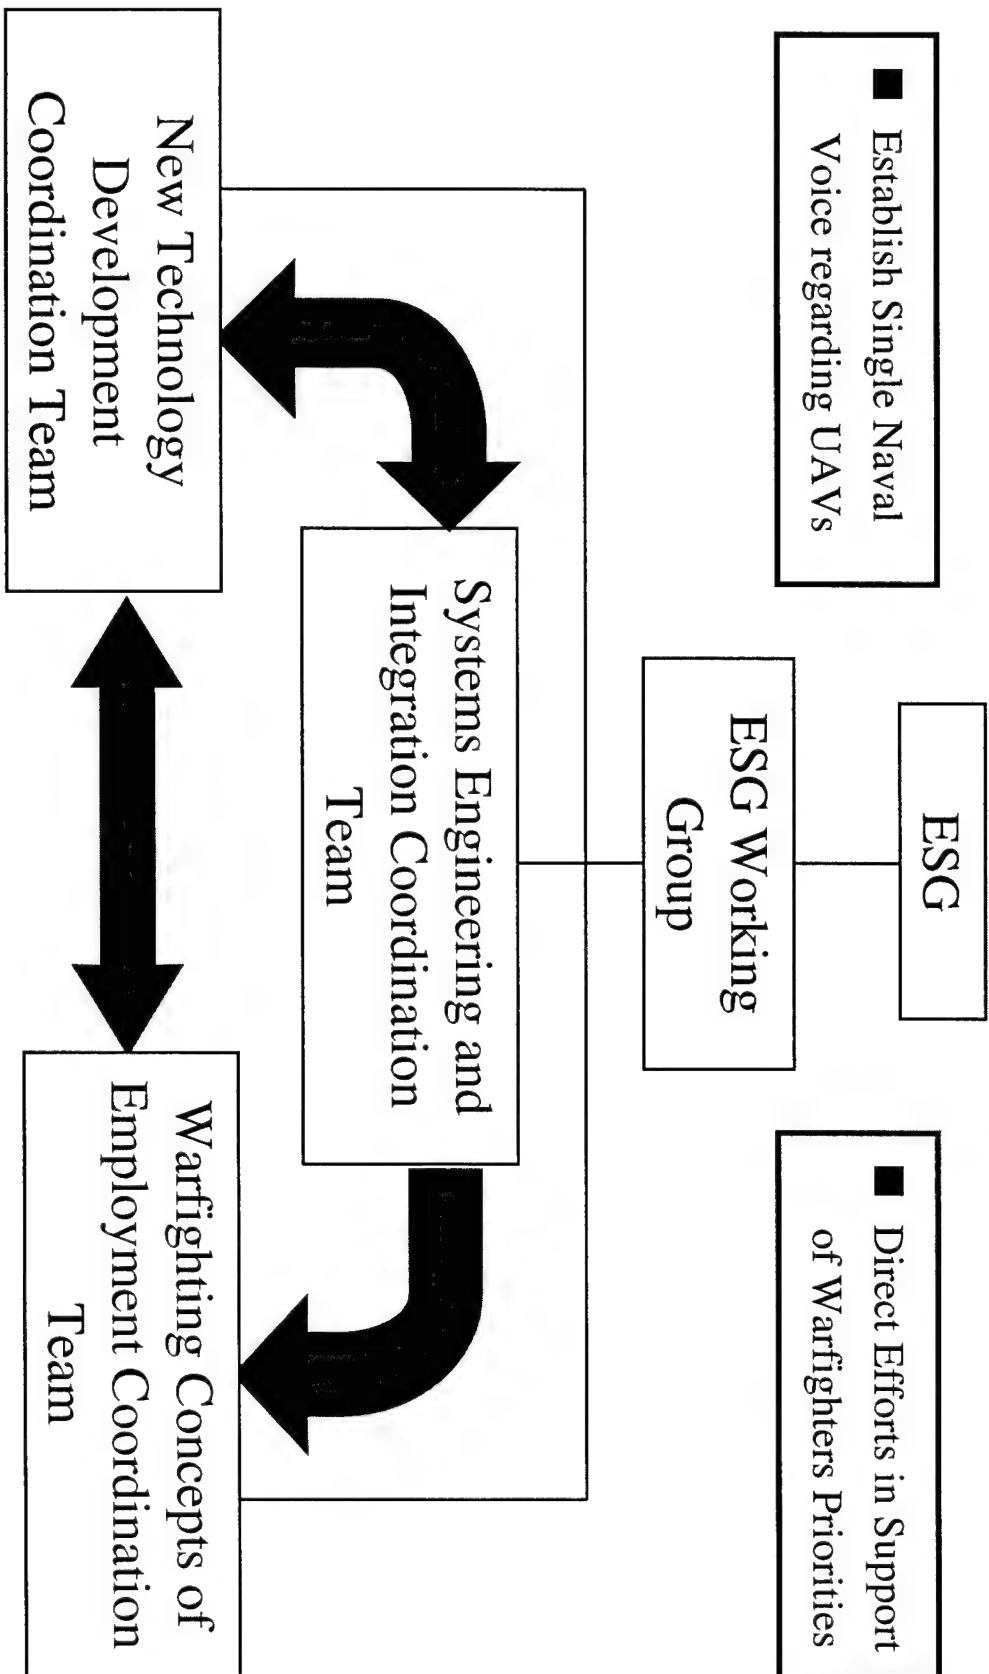 ■ Establish Single Naval
Voice regarding UAVs
ESG
■ Direct Efforts in Support
of Warfighters Priorities
ESG Working
Group
Systems Engineering and
Integration Coordination
Team
New Technology
Development
Coordination Team
Warfighting Concepts of
Employment Coordination
Team